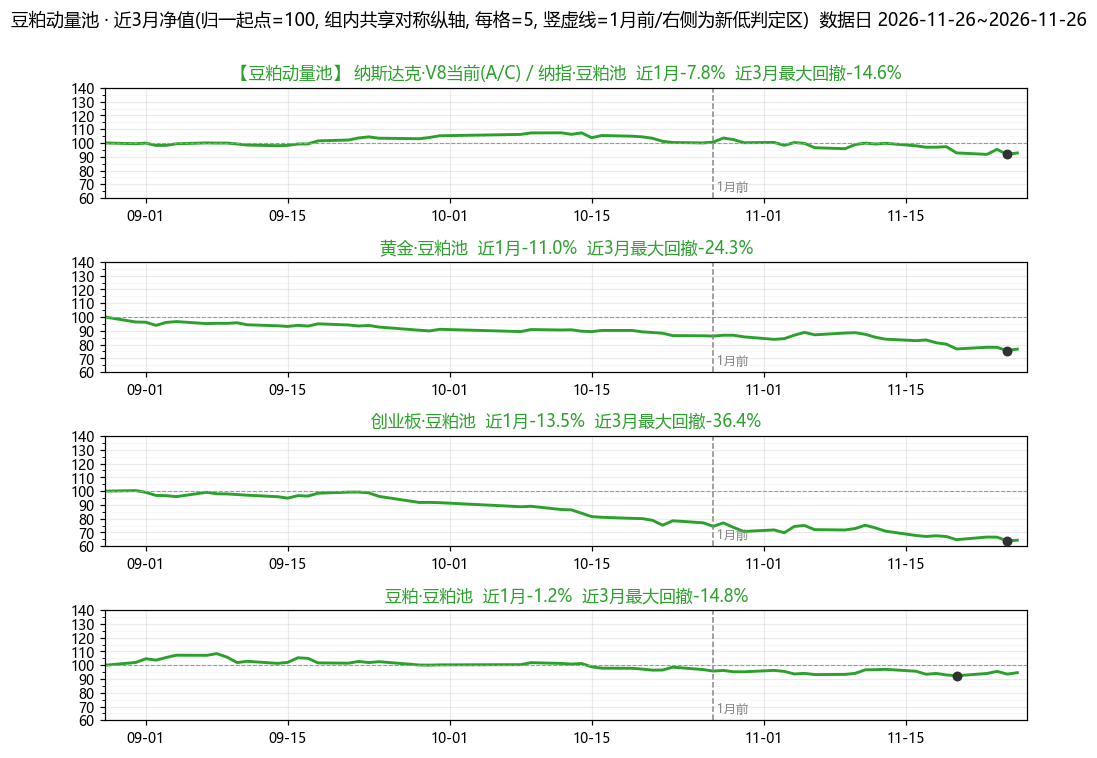 豆粕动量池 · 近3月净值(归一起点=100, 组内共享对称纵轴, 每格=5, 竖虚线=1月前/右侧为新低判定区)  数据日 2026-11-26~2026-11-26
【豆粕动量池】 纳斯达克·V8当前(A/C) / 纳指·豆粕池  近1月-7.8%  近3月最大回撤-14.6%
140
130
120
110
100
90
80
70
60
1月前
09-01 09-15 10-01 10-15 11-01 11-15
黄金·豆粕池  近1月-11.0%  近3月最大回撤-24.3%
140
130
120
110
100
90
80
70
60
1月前
09-01 09-15 10-01 10-15 11-01 11-15
创业板·豆粕池  近1月-13.5%  近3月最大回撤-36.4%
140
130
120
110
100
90
80
70
60
1月前
09-01 09-15 10-01 10-15 11-01 11-15
豆粕·豆粕池  近1月-1.2%  近3月最大回撤-14.8%
140
130
120
110
100
90
80
70
60
1月前
09-01 09-15 10-01 10-15 11-01 11-15